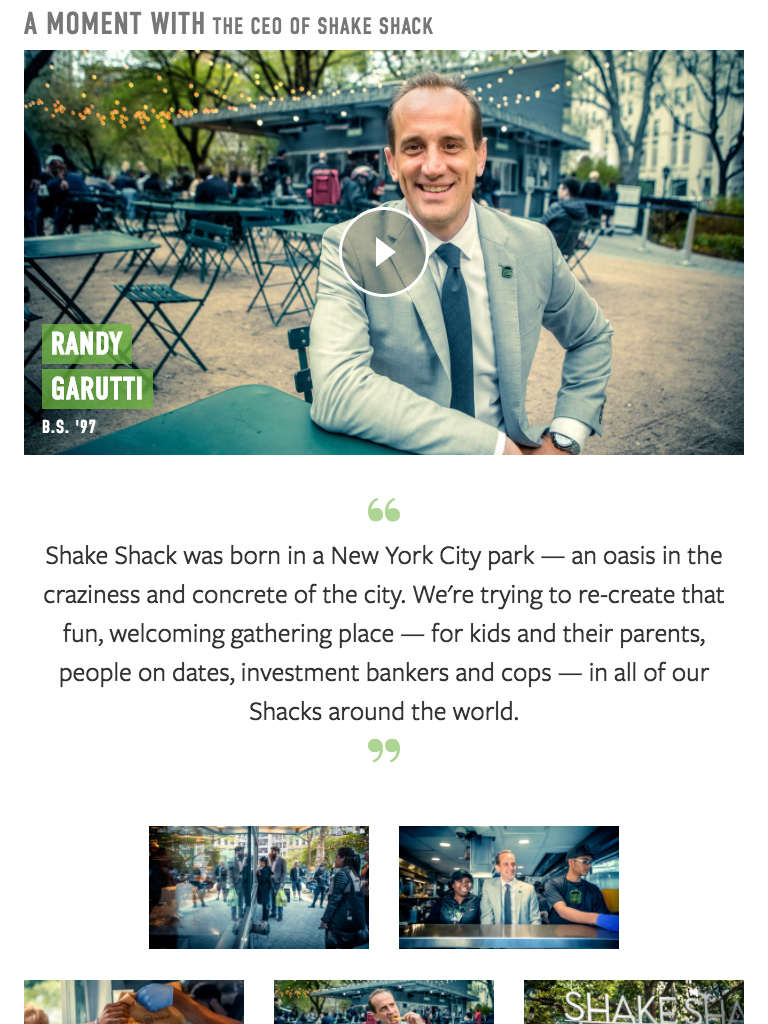 A MOMENT WITH THE CEO OF SHAKE SHACK
RANDY
GARUTTI
B.S. '97
“
Shake Shack was born in a New York City park — an oasis in the
craziness and concrete of the city. We're trying to re-create that
fun, welcoming gathering place — for kids and their parents,
people on dates, investment bankers and cops — in all of our
Shacks around the world.
”
SHAKE SHA